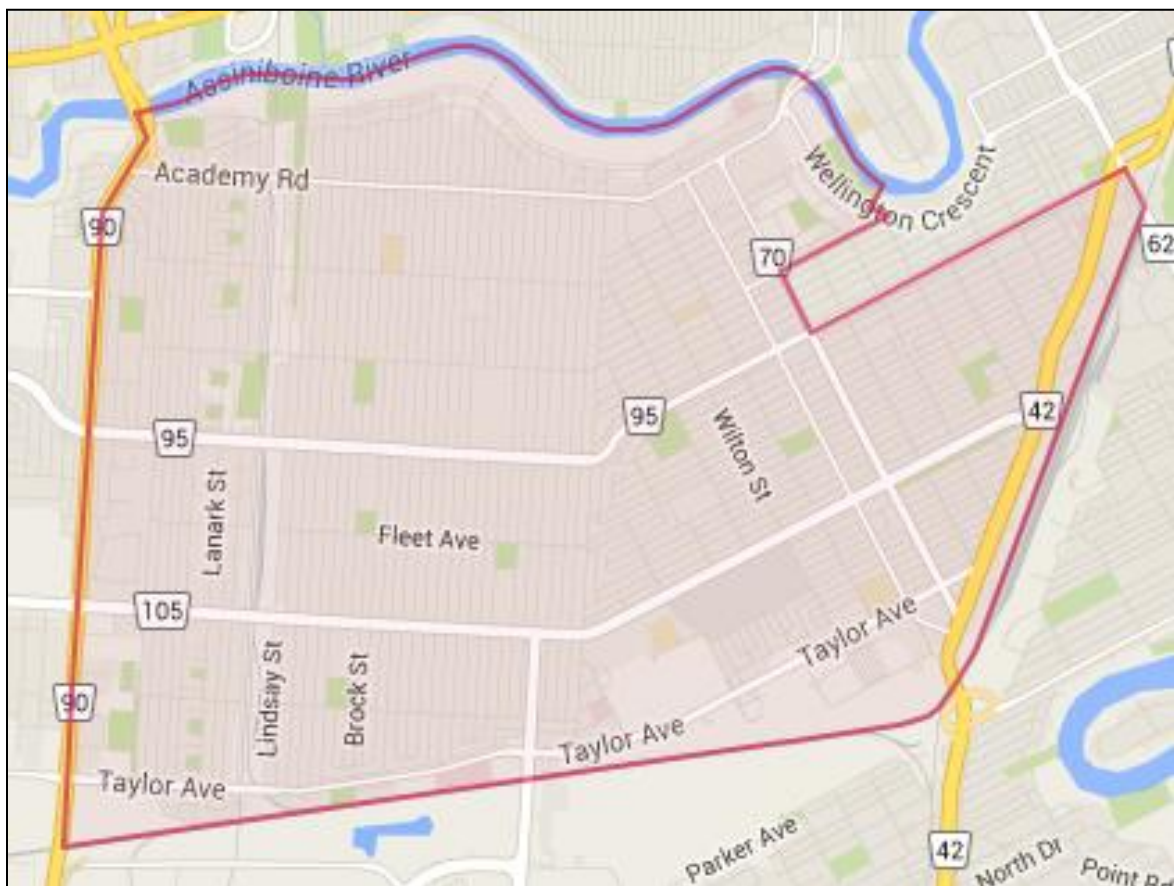 Assiniboine River
Academy Rd
Wellington Crescent
90
70
62
95
95
42
Wilton St
Lanark St
Fleet Ave
105
Lindsay St
Brock St
Taylor Ave
90
Taylor Ave
Taylor Ave
Parker Ave
42
North Dr